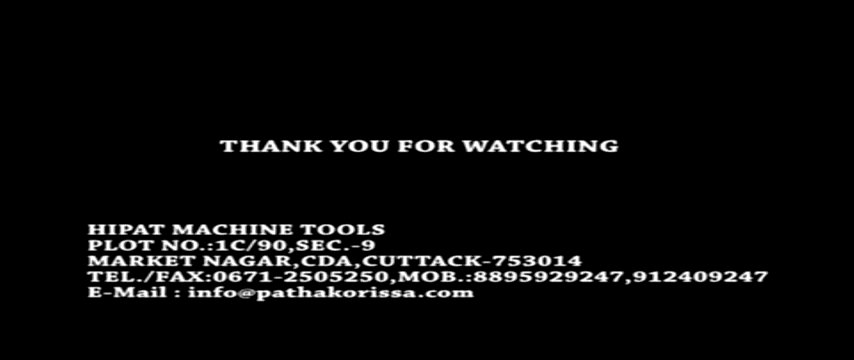 THANK YOU FOR WATCHING
HIPAT MACHINE TOOLS
PLOT NO.:1C/90,SEC.-9
MARKET NAGAR,CDA,CUTTACK-753014
TEL./FAX:0671-2505250,MOB.:8895929247,912409247
E-Mail : info@pathakorissa.com